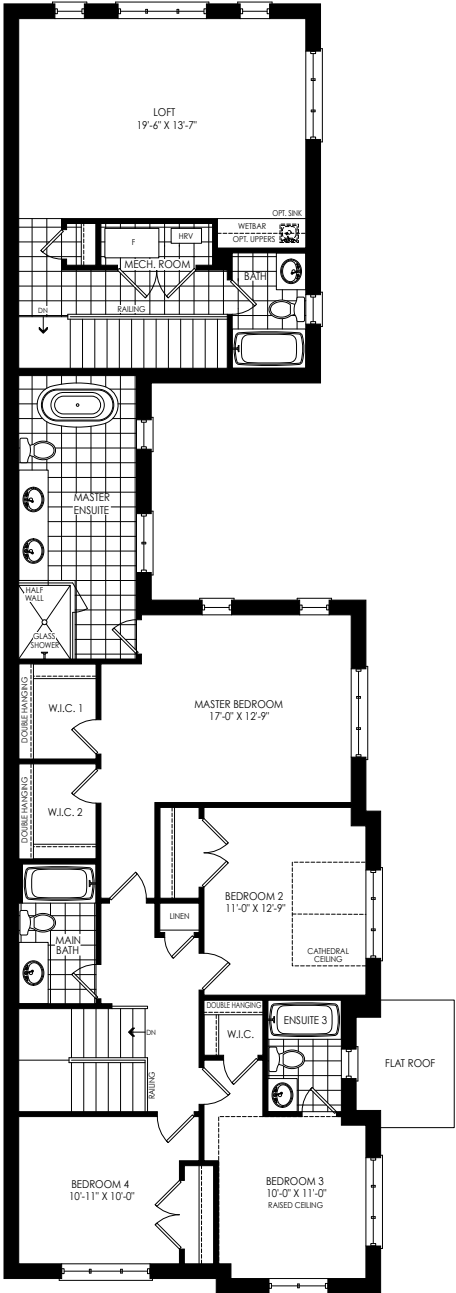 LOFT
19'-6" X 13'-7"
OPT. SINK
WETBAR
OPT. UPPERS
F
HRV
MECH. ROOM
BATH
DN
RAILING
MASTER
ENSUITE
HALF
WALL
GLASS
SHOWER
DOUBLE HANGING
W.I.C. 1
MASTER BEDROOM
17'-0" X 12'-9"
DOUBLE HANGING
W.I.C. 2
BEDROOM 2
11'-0" X 12'-9"
LINEN
CATHEDRAL
CEILING
MAIN
BATH
DOUBLE HANGING
W.I.C.
ENSUITE 3
DN
RAILING
FLAT ROOF
BEDROOM 4
10'-11" X 10'-0"
BEDROOM 3
10'-0" X 11'-0"
RAISED CEILING